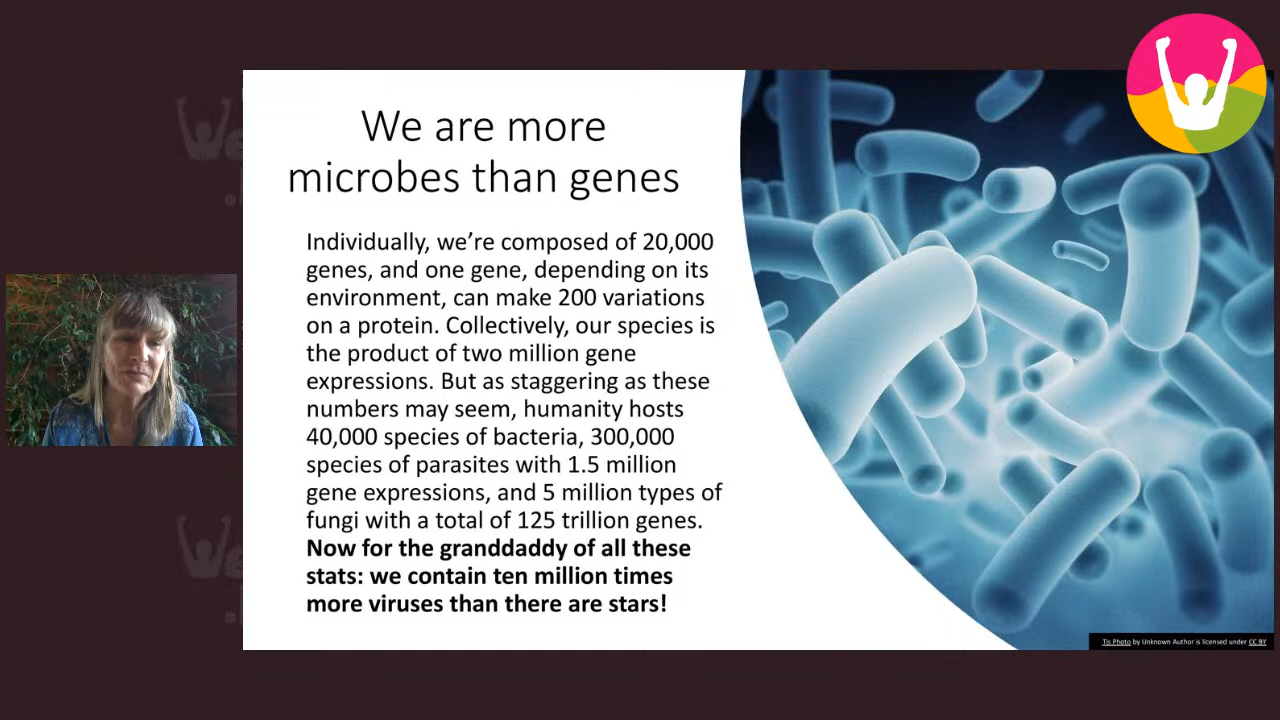 We are more
microbes than genes
Individually, we’re composed of 20,000
genes, and one gene, depending on its
environment, can make 200 variations
on a protein. Collectively, our species is
the product of two million gene
expressions. But as staggering as these
numbers may seem, humanity hosts
40,000 species of bacteria, 300,000
species of parasites with 1.5 million
gene expressions, and 5 million types of
fungi with a total of 125 trillion genes.
Now for the granddaddy of all these
stats: we contain ten million times
more viruses than there are stars!
Tis Photo by Unknown Author is licensed under CC BY